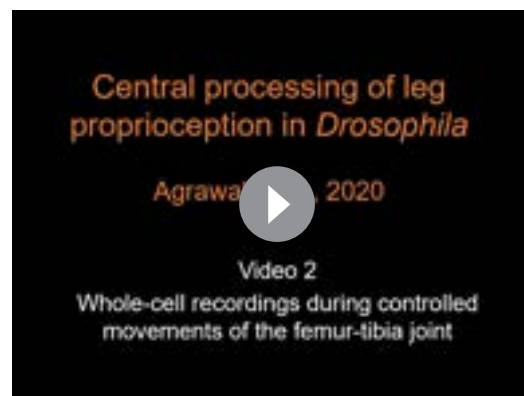 Central processing of leg
proprioception in Drosophila
2020
Video 2
Whole-cell recordings during controlled
movements of the femur-tibia joint